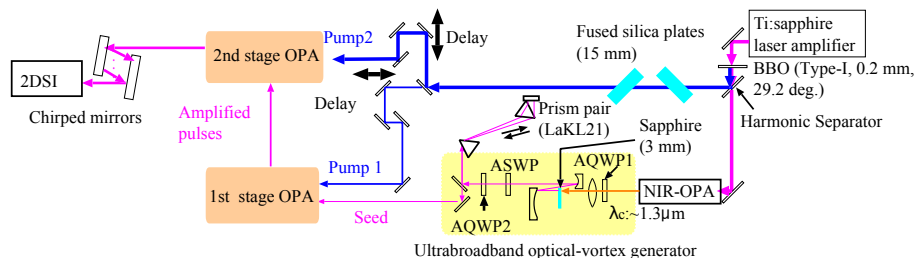 2DSI
Chirped mirrors
2nd stage OPA
Amplified
pulses
1st stage OPA
Pump2
Delay
Delay
Pump 1
Seed
Fused silica plates
(15 mm)
Ti:sapphire
laser amplifier
BBO (Type-I, 0.2 mm,
29.2 deg.)
Harmonic Separator
Prism pair
(LaKL21)
Sapphire
(3 mm)
ASWP
AQWP1
AQWP2
NIR-OPA
λc:~1.3μm
Ultrabroadband optical-vortex generator